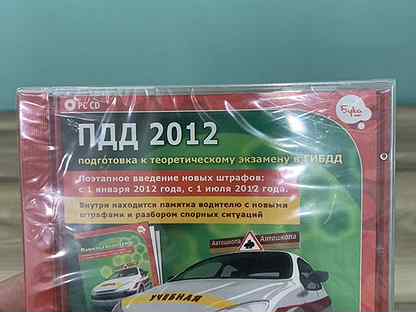 PC CD
Бука
ПДД 2012
подготовка к теоретическому экзамену в ГИБДД
Поэтапное введение новых штрафов:
с 1 января 2012 года, с 1 июля 2012 года.
Внутри находится памятка водителю с новыми
штрафами и разбором спорных ситуаций
Автошкола Автошкола
УЧЕБНАЯ